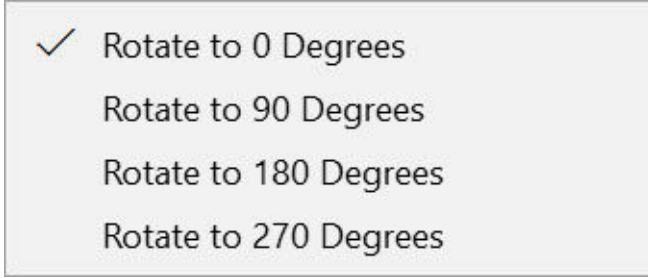 Rotate to 0 Degrees
Rotate to 90 Degrees
Rotate to 180 Degrees
Rotate to 270 Degrees